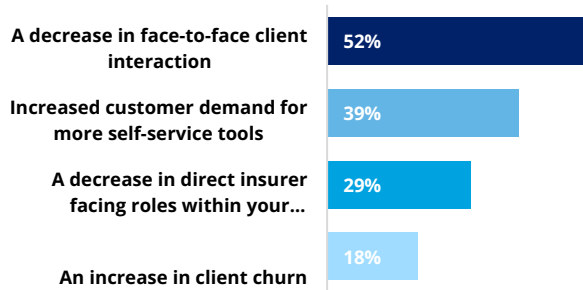 A decrease in face-to-face client
interaction
52%
Increased customer demand for
more self-service tools
39%
A decrease in direct insurer
facing roles within your...
29%
An increase in client churn
18%